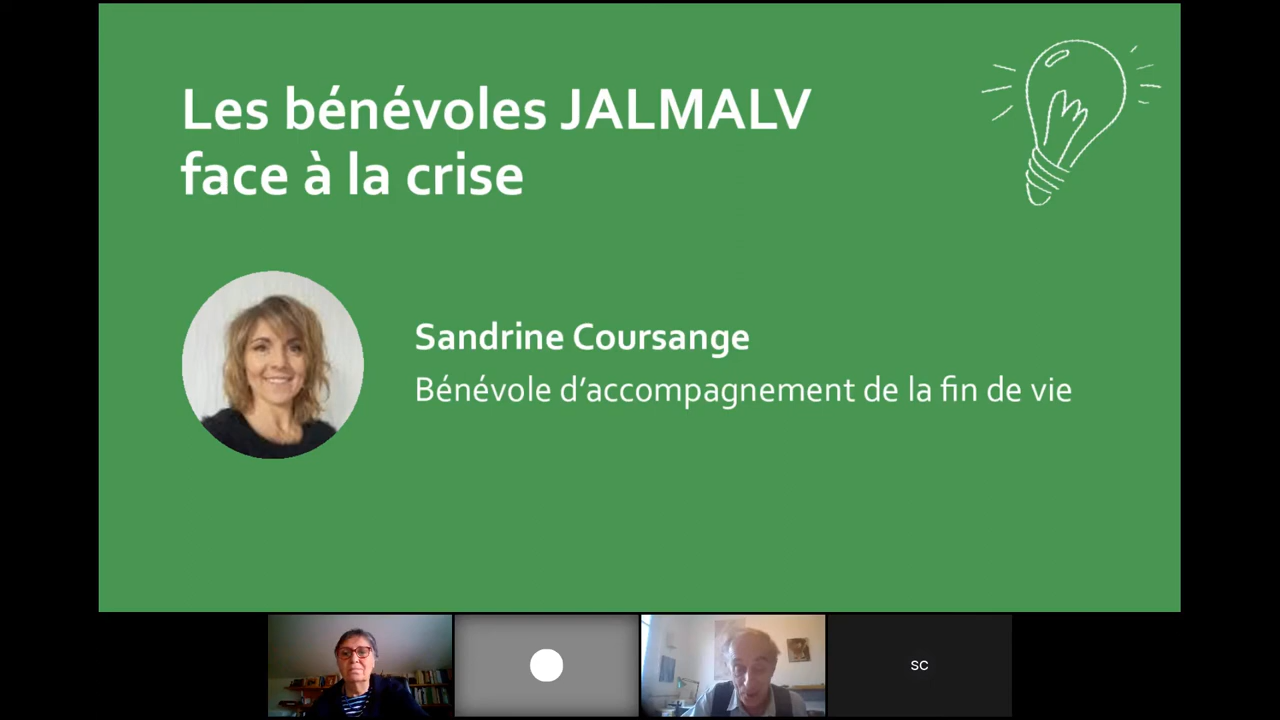 Les bénévoles JALMALV
face à la crise
Sandrine Coursange
Bénévole d’accompagnement de la fin de vie
SC